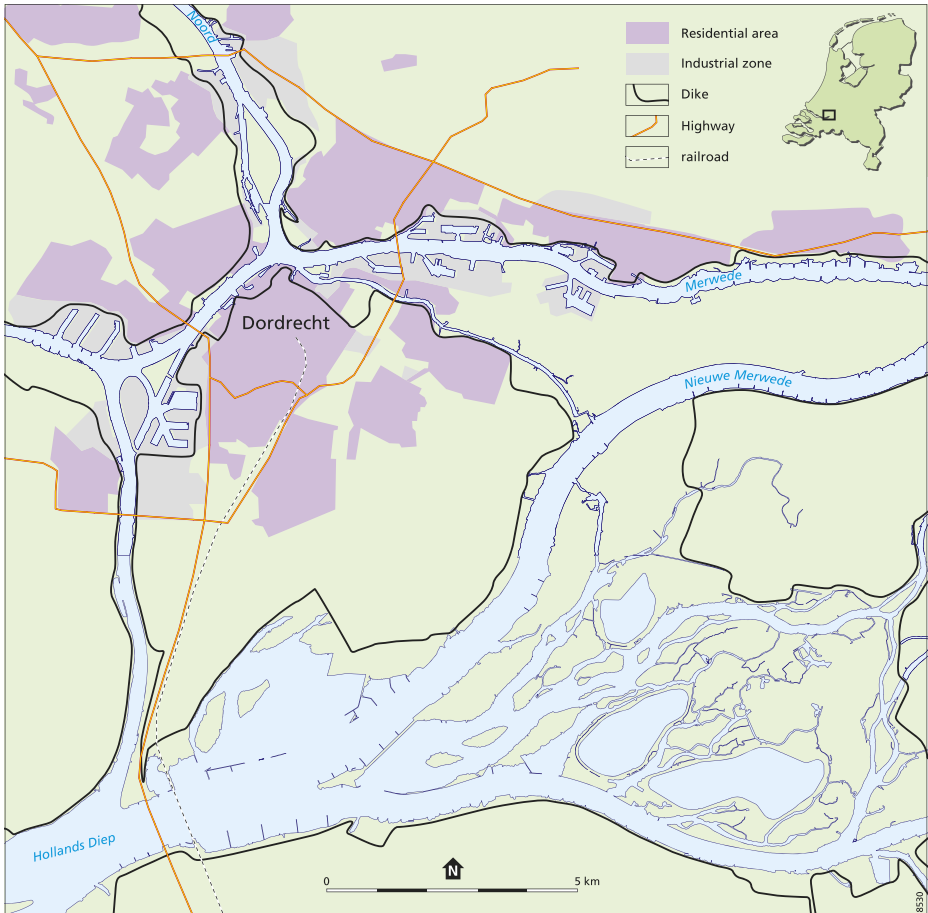 Noord
Residential area
Industrial zone
Dike
Highway
railroad
Merwede
Dordrecht
Nieuwe Merwede
Hollands Diep
N
0 5 km
8530